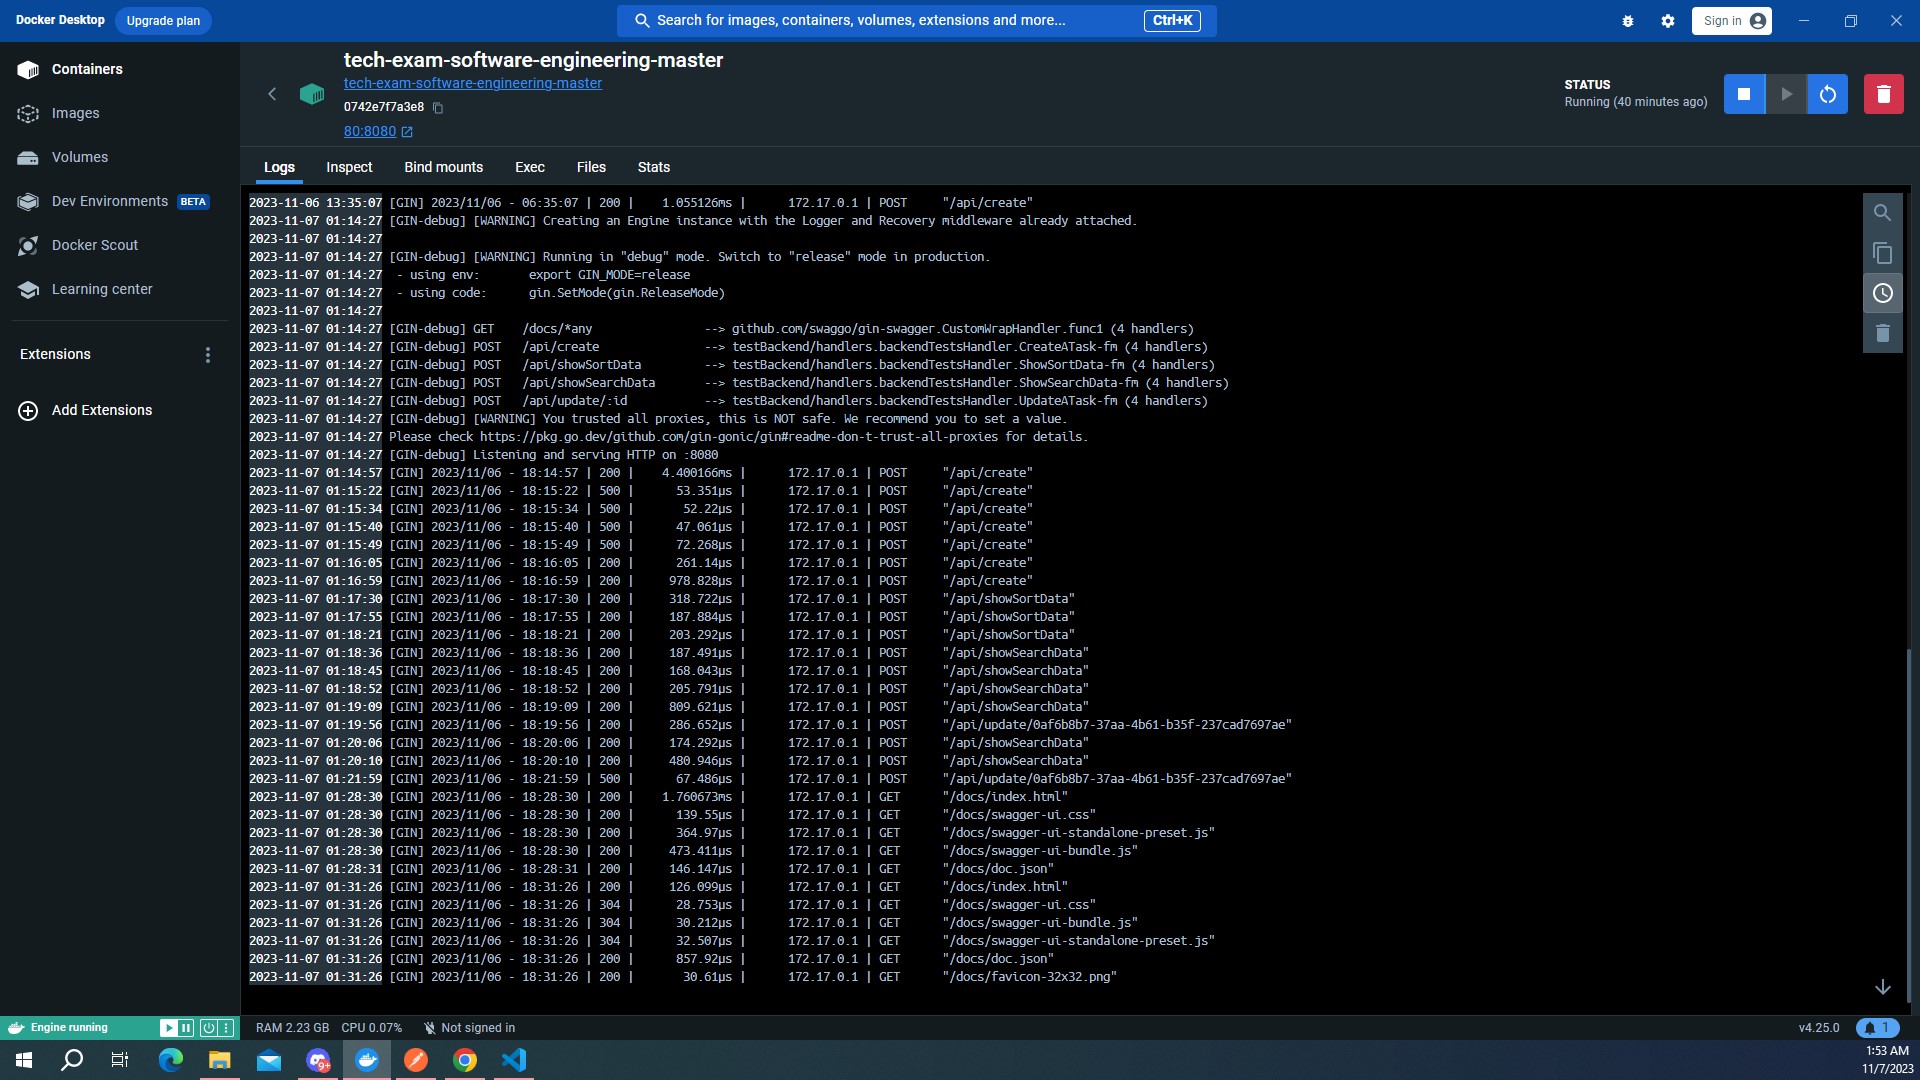 Docker Desktop
Upgrade plan
Search for images, containers, volumes, extensions and more...
Ctrl+K
Sign in
Containers
Images
Volumes
Dev Environments BETA
Docker Scout
Learning center
Extensions
Add Extensions
tech-exam-software-engineering-master
tech-exam-software-engineering-master
0742e7f7a3e8
80:8080
STATUS
Running (40 minutes ago)
Logs Inspect Bind mounts Exec Files Stats
2023-11-06 13:35:07 [GIN] 2023/11/06 - 06:35:07 | 200 | 1.055126ms | 172.17.0.1 | POST "/api/create"
2023-11-07 01:14:27 [GIN-debug] [WARNING] Creating an Engine instance with the Logger and Recovery middleware already attached.
2023-11-07 01:14:27
2023-11-07 01:14:27 [GIN-debug] [WARNING] Running in "debug" mode. Switch to "release" mode in production.
2023-11-07 01:14:27 - using env: export GIN_MODE=release
2023-11-07 01:14:27 - using code: gin.SetMode(gin.ReleaseMode)
2023-11-07 01:14:27
2023-11-07 01:14:27 [GIN-debug] GET /docs/*any --> github.com/swaggo/gin-swagger.CustomWrapHandler.func1 (4 handlers)
2023-11-07 01:14:27 [GIN-debug] POST /api/create --> testBackend/handlers.backendTestsHandler.CreateATask-fm (4 handlers)
2023-11-07 01:14:27 [GIN-debug] POST /api/showSortData --> testBackend/handlers.backendTestsHandler.ShowSortData-fm (4 handlers)
2023-11-07 01:14:27 [GIN-debug] POST /api/showSearchData --> testBackend/handlers.backendTestsHandler.ShowSearchData-fm (4 handlers)
2023-11-07 01:14:27 [GIN-debug] POST /api/update/:id --> testBackend/handlers.backendTestsHandler.UpdateATask-fm (4 handlers)
2023-11-07 01:14:27 [GIN-debug] [WARNING] You trusted all proxies, this is NOT safe. We recommend you to set a value.
2023-11-07 01:14:27 Please check https://pkg.go.dev/github.com/gin-gonic/gin#readme-don-t-trust-all-proxies for details.
2023-11-07 01:14:27 [GIN-debug] Listening and serving HTTP on :8080
2023-11-07 01:14:57 [GIN] 2023/11/06 - 18:14:57 | 200 | 4.400166ms | 172.17.0.1 | POST "/api/create"
2023-11-07 01:15:22 [GIN] 2023/11/06 - 18:15:22 | 500 | 53.351µs | 172.17.0.1 | POST "/api/create"
2023-11-07 01:15:34 [GIN] 2023/11/06 - 18:15:34 | 500 | 52.22µs | 172.17.0.1 | POST "/api/create"
2023-11-07 01:15:40 [GIN] 2023/11/06 - 18:15:40 | 500 | 47.061µs | 172.17.0.1 | POST "/api/create"
2023-11-07 01:15:49 [GIN] 2023/11/06 - 18:15:49 | 500 | 72.268µs | 172.17.0.1 | POST "/api/create"
2023-11-07 01:16:05 [GIN] 2023/11/06 - 18:16:05 | 200 | 261.14µs | 172.17.0.1 | POST "/api/create"
2023-11-07 01:16:59 [GIN] 2023/11/06 - 18:16:59 | 200 | 978.828µs | 172.17.0.1 | POST "/api/create"
2023-11-07 01:17:30 [GIN] 2023/11/06 - 18:17:30 | 200 | 318.722µs | 172.17.0.1 | POST "/api/showSortData"
2023-11-07 01:17:55 [GIN] 2023/11/06 - 18:17:55 | 200 | 187.884µs | 172.17.0.1 | POST "/api/showSortData"
2023-11-07 01:18:21 [GIN] 2023/11/06 - 18:18:21 | 200 | 203.292µs | 172.17.0.1 | POST "/api/showSortData"
2023-11-07 01:18:36 [GIN] 2023/11/06 - 18:18:36 | 200 | 187.491µs | 172.17.0.1 | POST "/api/showSearchData"
2023-11-07 01:18:45 [GIN] 2023/11/06 - 18:18:45 | 200 | 168.043µs | 172.17.0.1 | POST "/api/showSearchData"
2023-11-07 01:18:52 [GIN] 2023/11/06 - 18:18:52 | 200 | 205.791µs | 172.17.0.1 | POST "/api/showSearchData"
2023-11-07 01:19:09 [GIN] 2023/11/06 - 18:19:09 | 200 | 809.621µs | 172.17.0.1 | POST "/api/showSearchData"
2023-11-07 01:19:56 [GIN] 2023/11/06 - 18:19:56 | 200 | 286.652µs | 172.17.0.1 | POST "/api/update/0af6b8b7-37aa-4b61-b35f-237cad7697ae"
2023-11-07 01:20:06 [GIN] 2023/11/06 - 18:20:06 | 200 | 174.292µs | 172.17.0.1 | POST "/api/showSearchData"
2023-11-07 01:20:10 [GIN] 2023/11/06 - 18:20:10 | 200 | 480.946µs | 172.17.0.1 | POST "/api/showSearchData"
2023-11-07 01:21:59 [GIN] 2023/11/06 - 18:21:59 | 500 | 67.486µs | 172.17.0.1 | POST "/api/update/0af6b8b7-37aa-4b61-b35f-237cad7697ae"
2023-11-07 01:28:30 [GIN] 2023/11/06 - 18:28:30 | 200 | 1.760673ms | 172.17.0.1 | GET "/docs/index.html"
2023-11-07 01:28:30 [GIN] 2023/11/06 - 18:28:30 | 200 | 139.55µs | 172.17.0.1 | GET "/docs/swagger-ui.css"
2023-11-07 01:28:30 [GIN] 2023/11/06 - 18:28:30 | 200 | 364.97µs | 172.17.0.1 | GET "/docs/swagger-ui-standalone-preset.js"
2023-11-07 01:28:30 [GIN] 2023/11/06 - 18:28:30 | 200 | 473.411µs | 172.17.0.1 | GET "/docs/swagger-ui-bundle.js"
2023-11-07 01:28:31 [GIN] 2023/11/06 - 18:28:31 | 200 | 146.147µs | 172.17.0.1 | GET "/docs/doc.json"
2023-11-07 01:31:26 [GIN] 2023/11/06 - 18:31:26 | 200 | 126.099µs | 172.17.0.1 | GET "/docs/index.html"
2023-11-07 01:31:26 [GIN] 2023/11/06 - 18:31:26 | 304 | 28.753µs | 172.17.0.1 | GET "/docs/swagger-ui.css"
2023-11-07 01:31:26 [GIN] 2023/11/06 - 18:31:26 | 304 | 30.212µs | 172.17.0.1 | GET "/docs/swagger-ui-bundle.js"
2023-11-07 01:31:26 [GIN] 2023/11/06 - 18:31:26 | 304 | 32.507µs | 172.17.0.1 | GET "/docs/swagger-ui-standalone-preset.js"
2023-11-07 01:31:26 [GIN] 2023/11/06 - 18:31:26 | 200 | 857.92µs | 172.17.0.1 | GET "/docs/doc.json"
2023-11-07 01:31:26 [GIN] 2023/11/06 - 18:31:26 | 200 | 30.61µs | 172.17.0.1 | GET "/docs/favicon-32x32.png"
Engine running
RAM 2.23 GB CPU 0.07% Not signed in
v4.25.0
1
9+
1:53 AM
11/7/2023